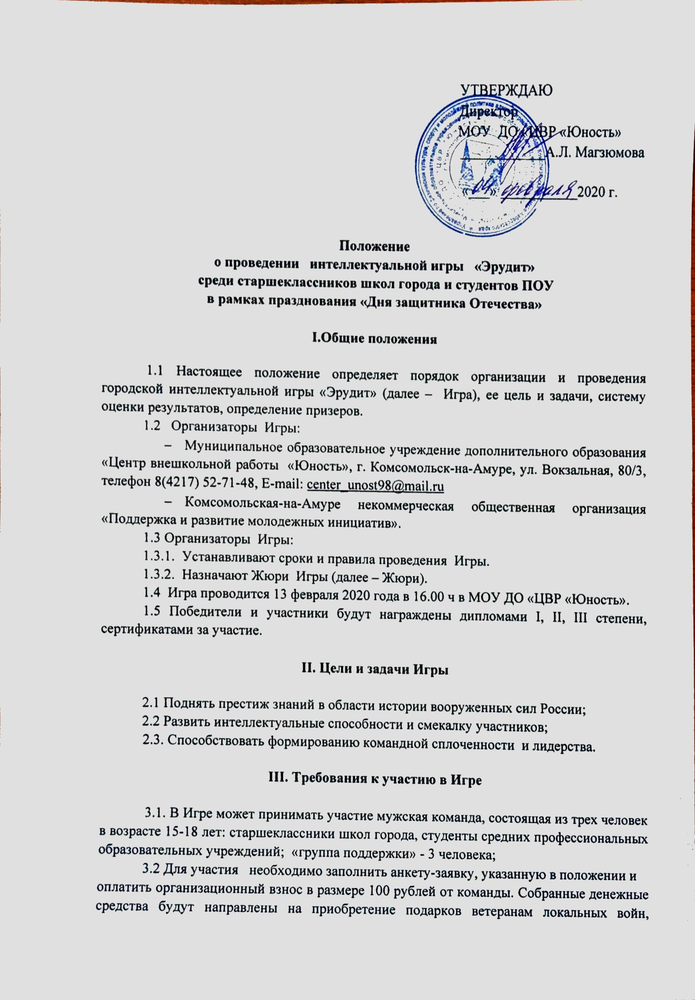 УТВЕРЖДАЮ
Директор
МОУ ДО «ЦВР «Юность»
А.Л. Магзюмова
«04» февраля 2020 г.
Положение
о проведении интеллектуальной игры «Эрудит»
среди старшеклассников школ города и студентов ПОУ
в рамках празднования «Дня защитника Отечества»
I.Общие положения
1.1 Настоящее положение определяет порядок организации и проведения
городской интеллектуальной игры «Эрудит» (далее – Игра), ее цель и задачи, систему
оценки результатов, определение призеров.
1.2 Организаторы Игры:
– Муниципальное образовательное учреждение дополнительного образования
«Центр внешкольной работы «Юность», г. Комсомольск-на-Амуре, ул. Вокзальная, 80/3,
телефон 8(4217) 52-71-48, E-mail: center_unost98@mail.ru
– Комсомольская-на-Амуре некоммерческая общественная организация
«Поддержка и развитие молодежных инициатив».
1.3 Организаторы Игры:
1.3.1. Устанавливают сроки и правила проведения Игры.
1.3.2. Назначают Жюри Игры (далее – Жюри).
1.4 Игра проводится 13 февраля 2020 года в 16.00 ч в МОУ ДО «ЦВР «Юность».
1.5 Победители и участники будут награждены дипломами I, II, III степени,
сертификатами за участие.
II. Цели и задачи Игры
2.1 Поднять престиж знаний в области истории вооруженных сил России;
2.2 Развить интеллектуальные способности и смекалку участников;
2.3. Способствовать формированию командной сплоченности и лидерства.
III. Требования к участию в Игре
3.1. В Игре может принимать участие мужская команда, состоящая из трех человек
в возрасте 15-18 лет: старшеклассники школ города, студенты средних профессиональных
образовательных учреждений; «группа поддержки» - 3 человека;
3.2 Для участия необходимо заполнить анкету-заявку, указанную в положении и
оплатить организационный взнос в размере 100 рублей от команды. Собранные денежные
средства будут направлены на приобретение подарков ветеранам локальных войн,